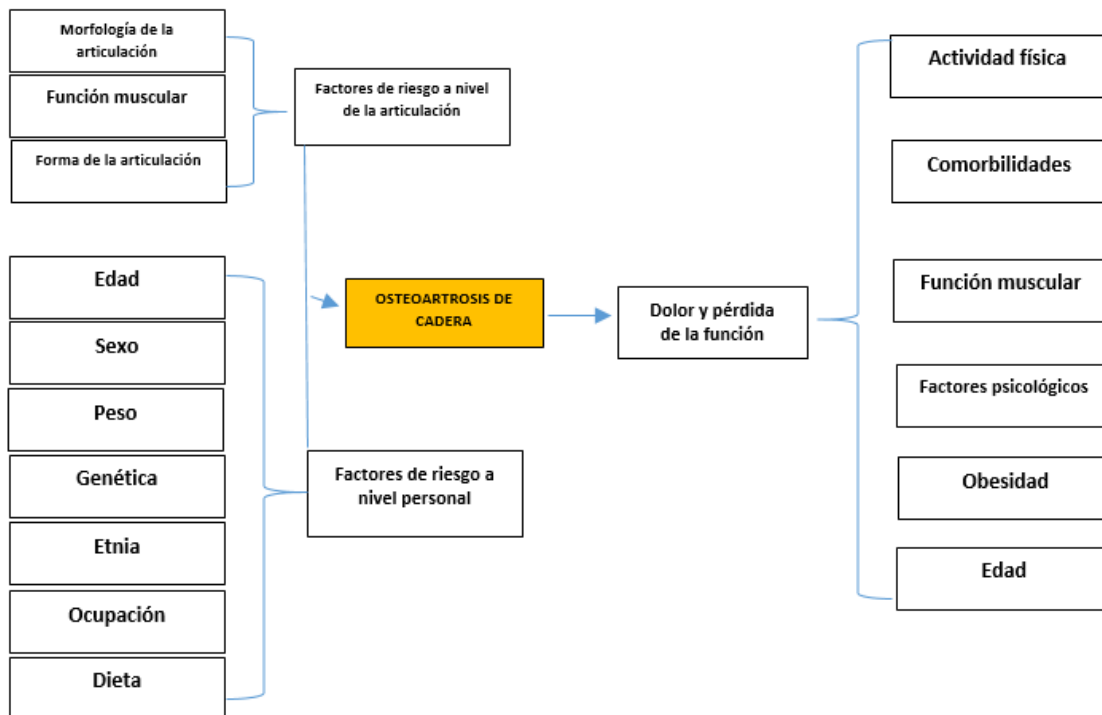 Morfología de la
articulación
Función muscular
Forma de la articulación
Factores de riesgo a nivel
de la articulación
Edad
Sexo
Peso
Genética
Etnia
Ocupación
Dieta
Factores de riesgo a
nivel personal
OSTEOARTROSIS DE
CADERA
Dolor y pérdida
de la función
Actividad física
Comorbilidades
Función muscular
Factores psicológicos
Obesidad
Edad